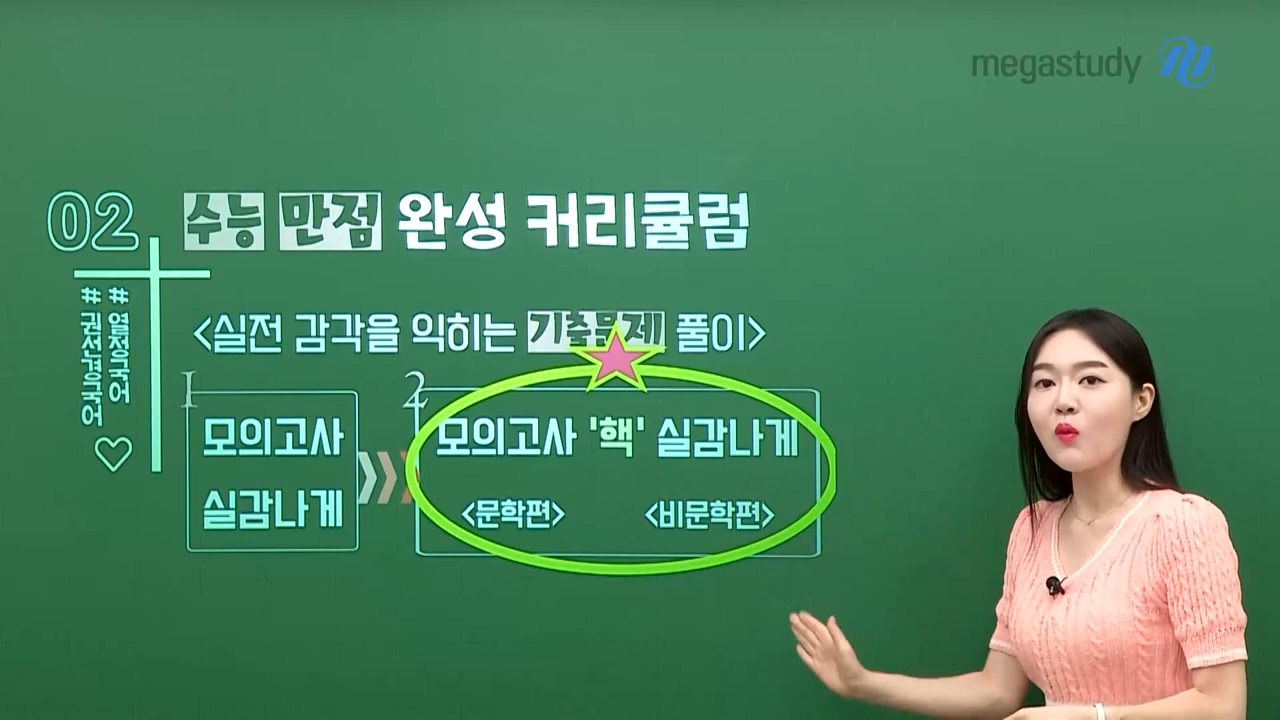 megastudy
02
수능 만점 완성 커리큘럼
#열정국어
#권선경국어
<실전 감각을 익히는 기출문제 풀이>
1
모의고사
실감나게
2
모의고사 '핵' 실감나게
<문학편> <비문학편>